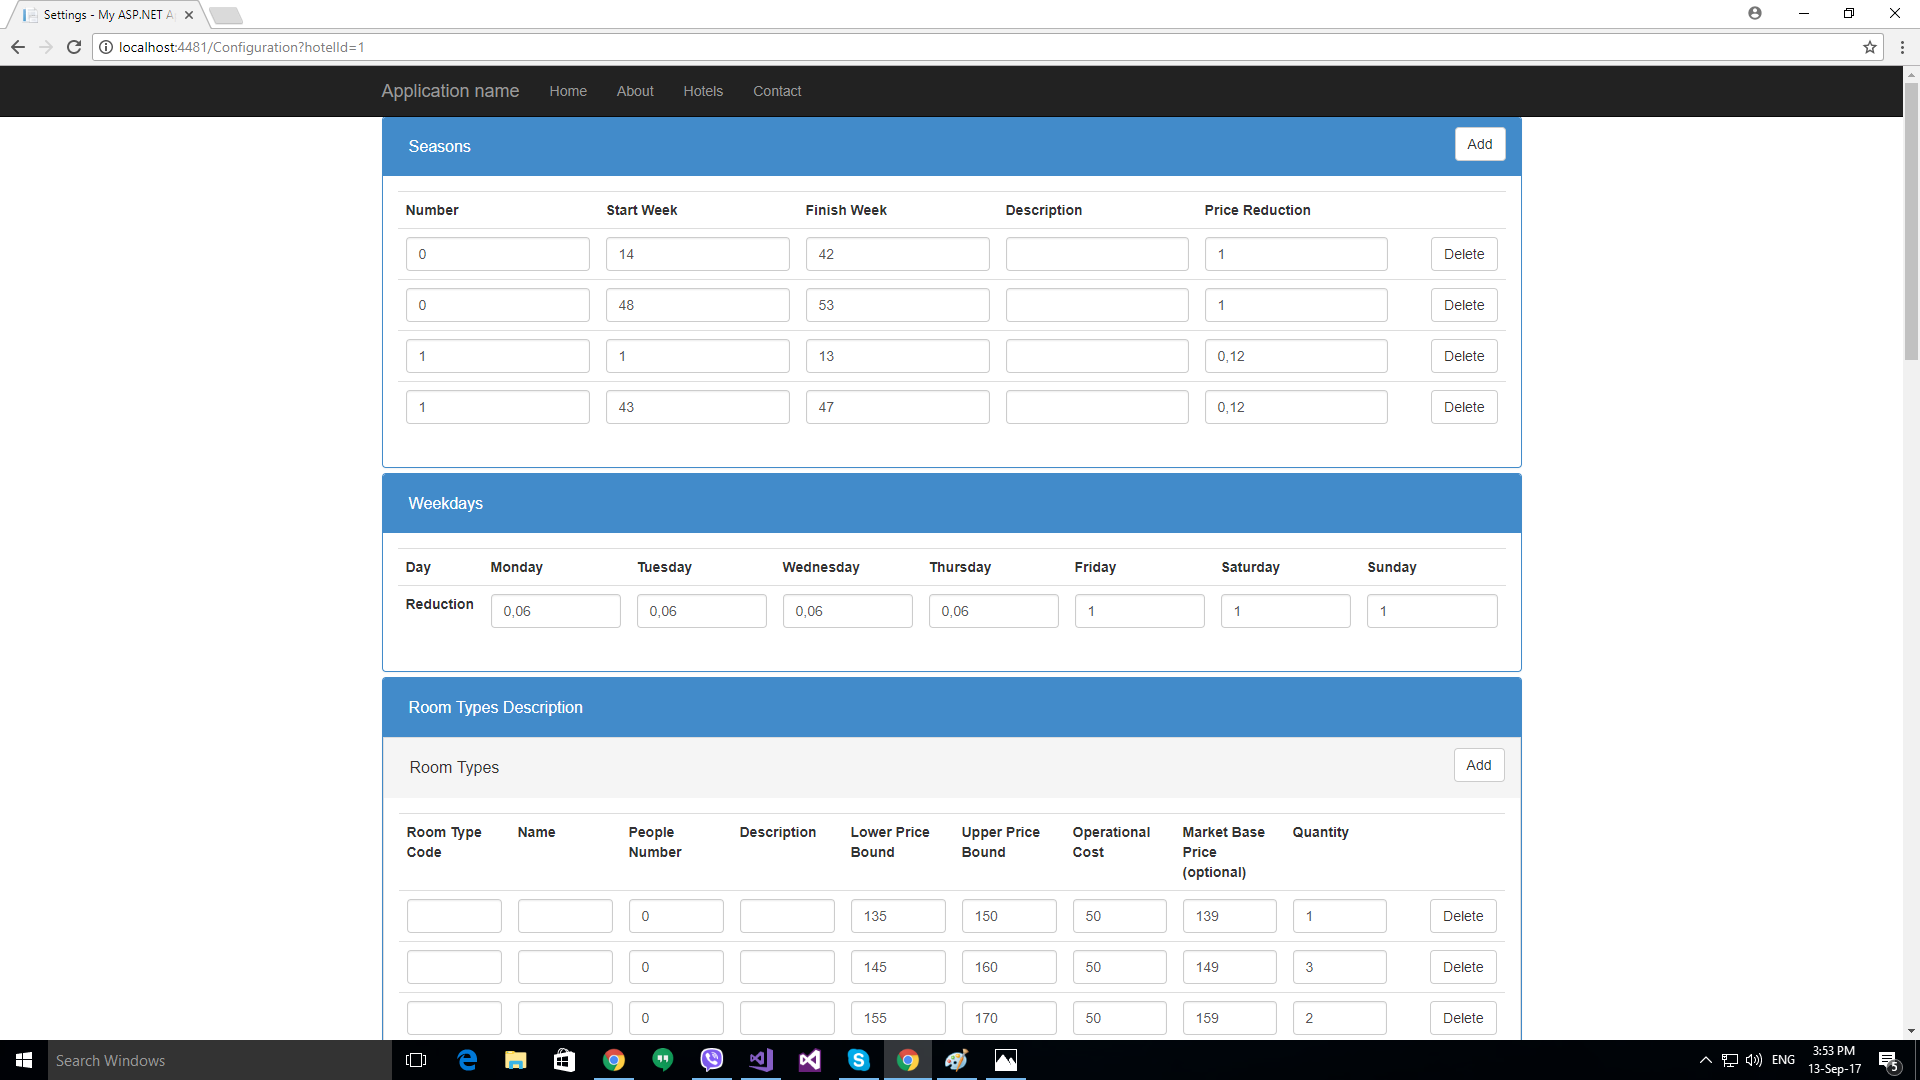 Settings - My ASP.NET A
localhost:4481/Configuration?hotelId=1
Application name Home About Hotels Contact
Seasons Add
Number Start Week Finish Week Description Price Reduction
0 14 42 1 Delete
0 48 53 1 Delete
1 1 13 0,12 Delete
1 43 47 0,12 Delete
Weekdays
Day Monday Tuesday Wednesday Thursday Friday Saturday Sunday
Reduction 0,06 0,06 0,06 0,06 1 1 1
Room Types Description
Room Types Add
Room Type Name People Description Lower Price Upper Price Operational Market Base Quantity
Code Number Bound Bound Cost Price
(optional)
0 135 150 50 139 1 Delete
0 145 160 50 149 3 Delete
0 155 170 50 159 2 Delete
Search Windows ENG 3:53 PM
13-Sep-17 5